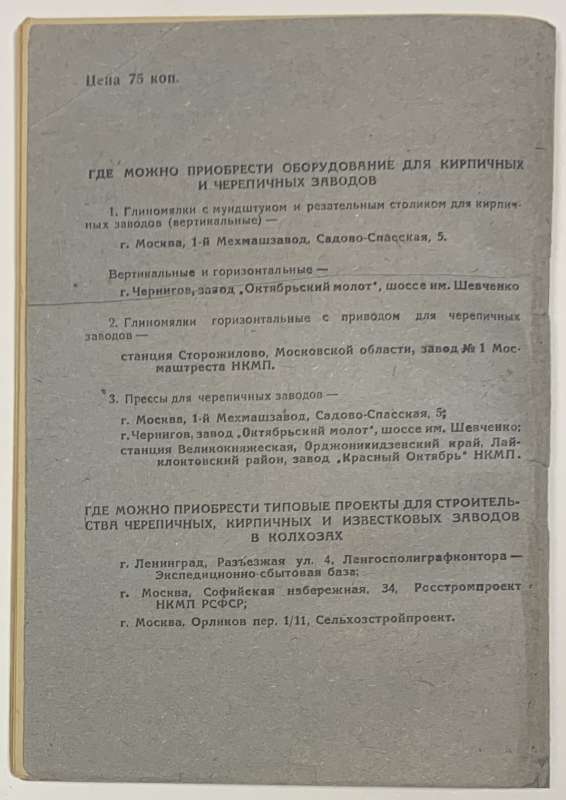 Цена 75 коп.
ГДЕ МОЖНО ПРИОБРЕСТИ ОБОРУДОВАНИЕ ДЛЯ КИРПИЧНЫХ
И ЧЕРЕПИЧНЫХ ЗАВОДОВ
1. Глиномялки с мундштуком и резательным столиком для кирпич-
ных заводов (вертикальные) —
г. Москва, 1-й Мехмашзавод, Садово-Спасская, 5.
Вертикальные и горизонтальные —
г. Чернигов, завод „Октябрьский молот", шоссе им. Шевченко
2. Глиномялки горизонтальные с приводом для черепичных
заводов —
станция Сторожилово, Московской области, завод № 1 Мос-
маштреста НКМП.
3. Прессы для черепичных заводов —
г. Москва, 1-й Мехмашзавод, Садово-Спасская, 5;
г. Чернигов, завод „Октябрьский молот", шоссе им. Шевченко;
станция Великокняжеская, Орджоникидзевский край, Лай-
клонтовский район, завод „Красный Октябрь" НКМП.
ГДЕ МОЖНО ПРИОБРЕСТИ ТИПОВЫЕ ПРОЕКТЫ ДЛЯ СТРОИТЕЛЬ-
СТВА ЧЕРЕПИЧНЫХ, КИРПИЧНЫХ И ИЗВЕСТКОВЫХ ЗАВОДОВ
В КОЛХОЗАХ
г. Ленинград, Разъезжая ул. 4, Ленгосполиграфконтора —
Экспедиционно-сбытовая база;
г. Москва, Софийская набережная, 34, Росстромпроект
НКМП РСФСР;
г. Москва, Орликов пер. 1/11, Сельхозстройпроект.